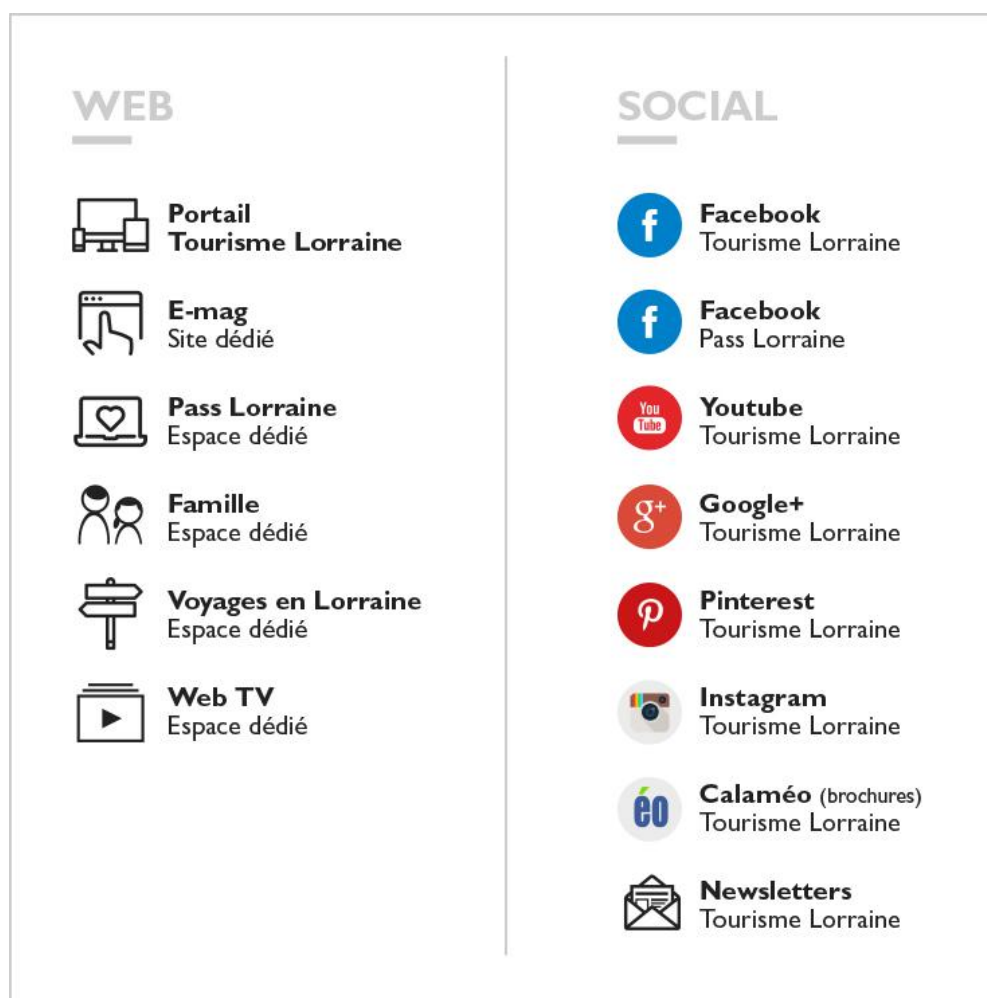 WEB
Portail
Tourisme Lorraine
E-mag
Site dédié
Pass Lorraine
Espace dédié
Famille
Espace dédié
Voyages en Lorraine
Espace dédié
Web TV
Espace dédié
SOCIAL
f
Facebook
Tourisme Lorraine
f
Facebook
Pass Lorraine
You
Tube
Youtube
Tourisme Lorraine
g+
Google+
Tourisme Lorraine
Pinterest
Tourisme Lorraine
Instagram
Tourisme Lorraine
éo
Calaméo (brochures)
Tourisme Lorraine
Newsletters
Tourisme Lorraine